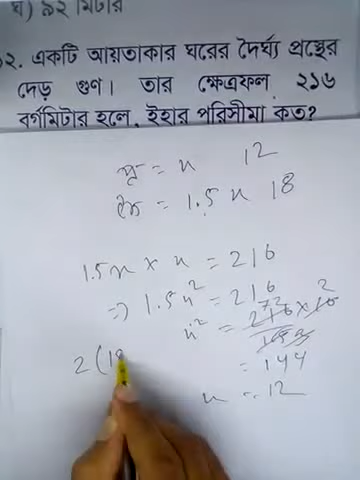 ঘ) ৯২ মিটার
২. একটি আয়তাকার ঘরের দৈর্ঘ্য প্রস্থের
দেড় গুণ। তার ক্ষেত্রফল ২১৬
বর্গমিটার হলে, ইহার পরিসীমা কত?
প্র = x 12
দৈ = 1.5 x 18
1.5x × x = 216
=> 1.5x² = 216
x² =
= 144
x = 12
2(18